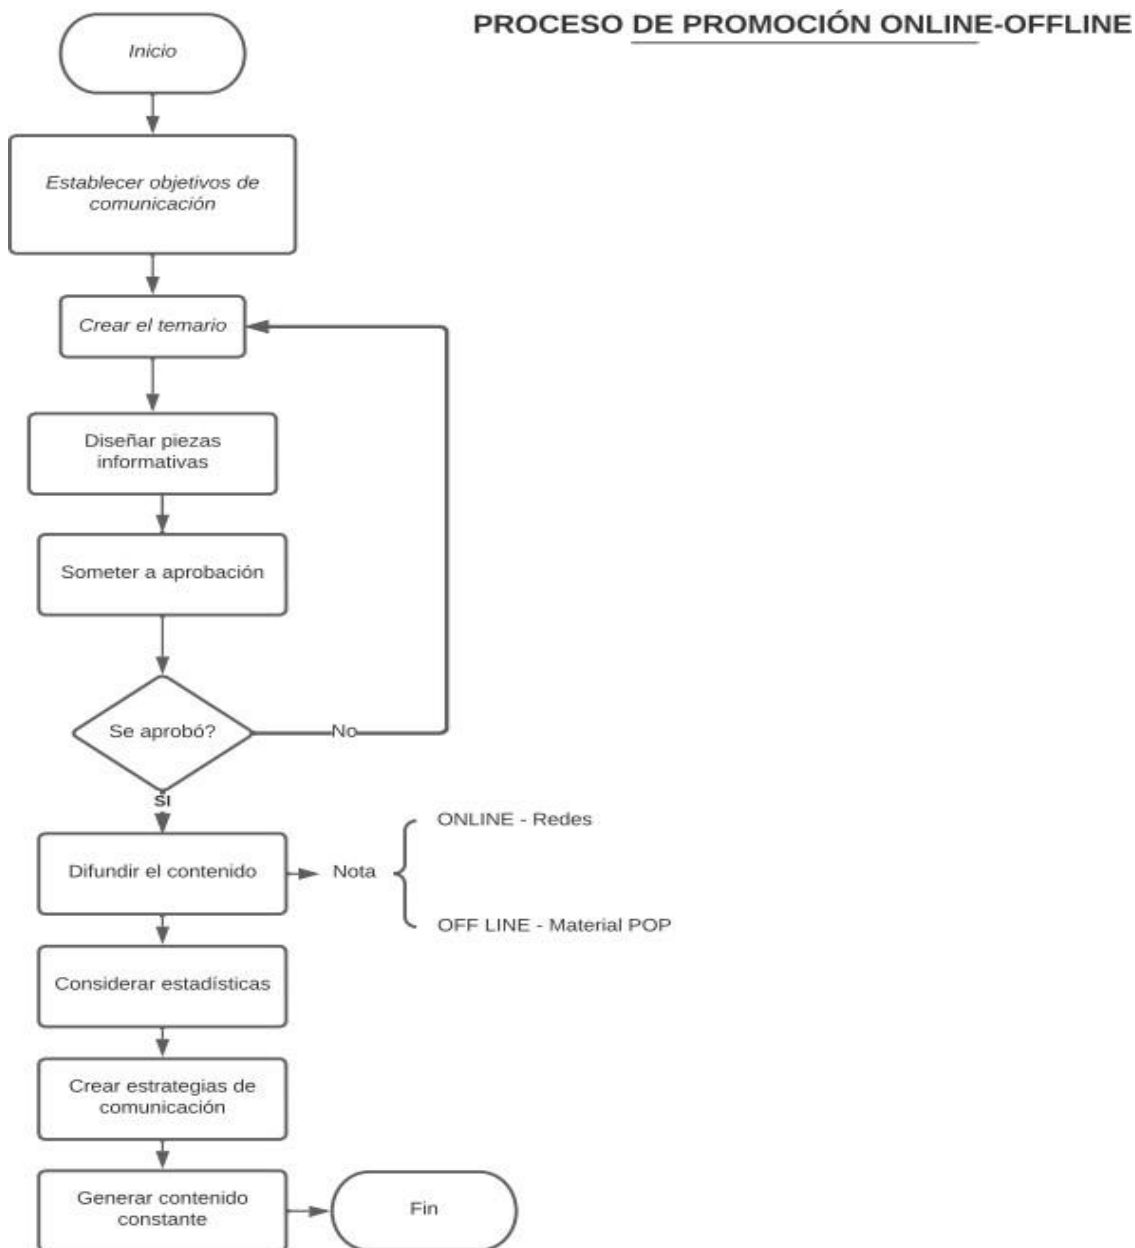 PROCESO DE PROMOCIÓN ONLINE-OFFLINE
Inicio
Establecer objetivos de
comunicación
Crear el temario
Diseñar piezas
informativas
Someter a aprobación
Se aprobó?
No
SI
Difundir el contenido
Nota
ONLINE - Redes
OFF LINE - Material POP
Considerar estadísticas
Crear estrategias de
comunicación
Generar contenido
constante
Fin